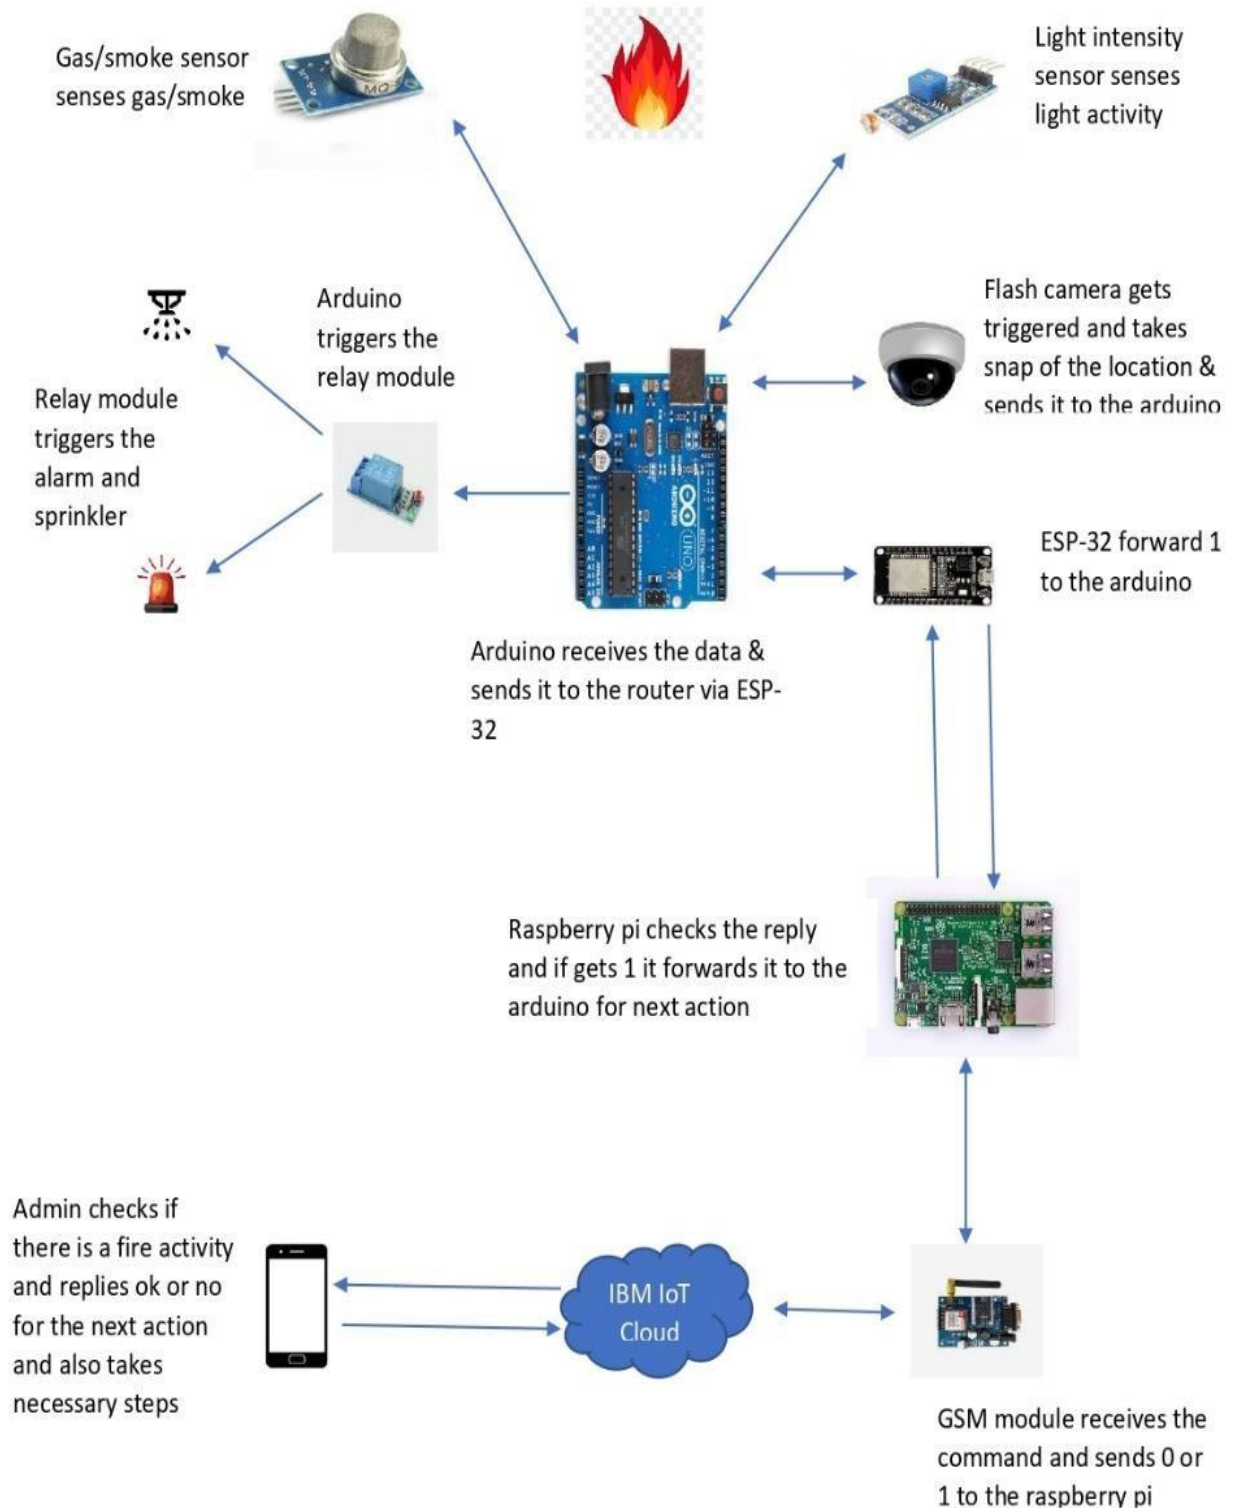 Gas/smoke sensor
senses gas/smoke
MQ
Light intensity
sensor senses
light activity
Flash camera gets
triggered and takes
snap of the location &
sends it to the arduino
Arduino
triggers the
relay module
Relay module
triggers the
alarm and
sprinkler
ARDUINO
UNO
ESP-32 forward 1
to the arduino
Arduino receives the data &
sends it to the router via ESP-
32
Raspberry pi checks the reply
and if gets 1 it forwards it to the
arduino for next action
Admin checks if
there is a fire activity
and replies ok or no
for the next action
and also takes
necessary steps
IBM IoT
Cloud
GSM module receives the
command and sends 0 or
1 to the raspberry pi